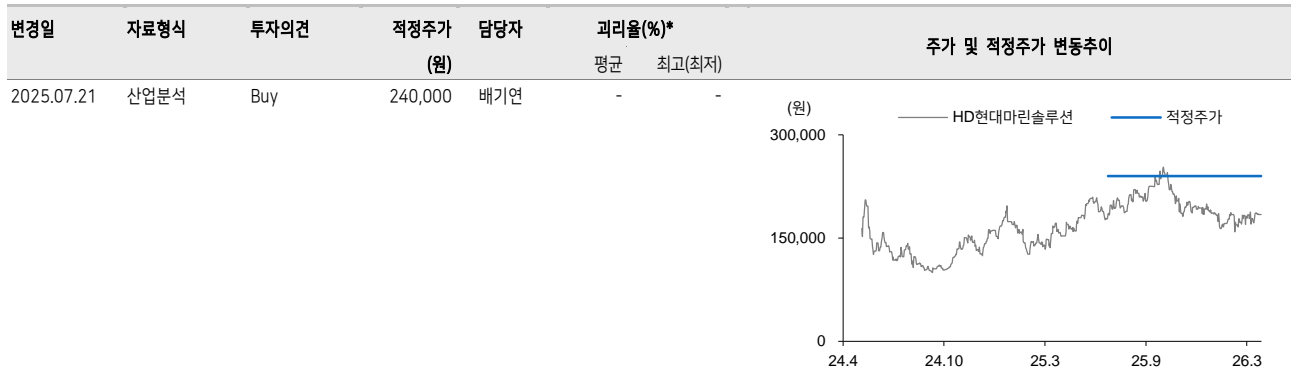 변경일 자료형식 투자의견 적정주가 담당자 괴리율(%)* 주가 및 적정주가 변동추이
(원) 평균 최고(최저)
2025.07.21 산업분석 Buy 240,000 배기연 - -
(원) HD현대마린솔루션 적정주가
300,000
150,000
0
24.4 24.10 25.3 25.9 26.3